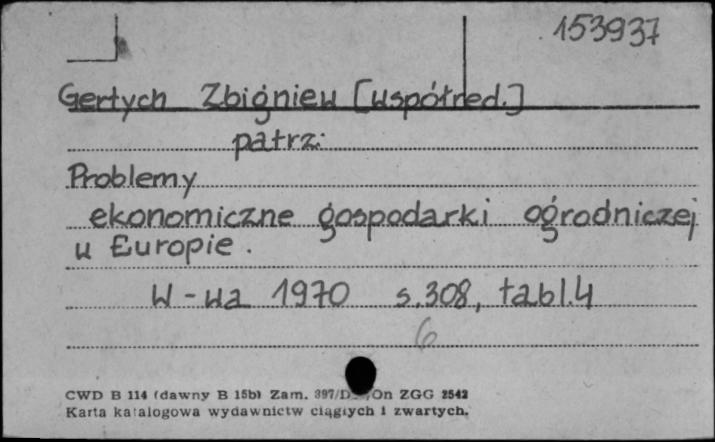 153937
Gertych Zbigniew [współred.]
patrz:
Problemy
ekonomiczne gospodarki ogrodniczej
w Europie.
W-wa 1970 s. 308, tabl. 4
6
CWD B 114 (dawny B 15b) Zam. 397/D On ZGG 2542
Karta katalogowa wydawnictw ciągłych i zwartych.